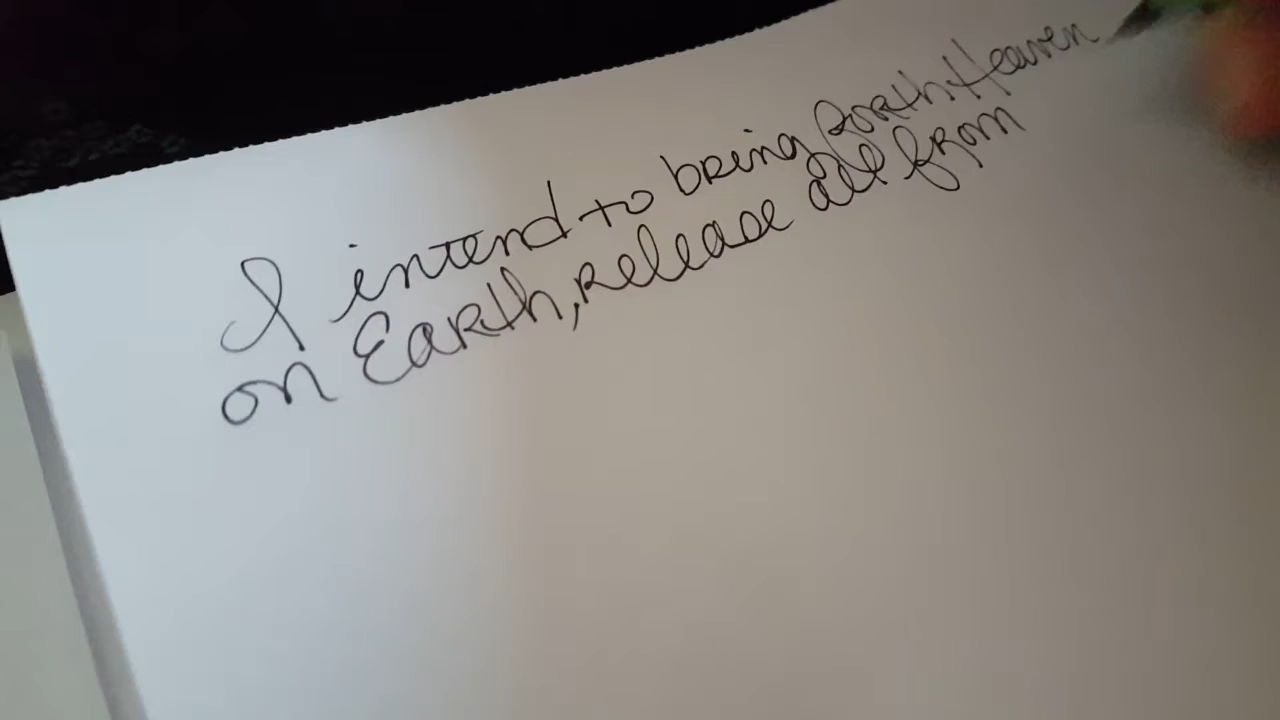 I intend to bring forth Heaven
on Earth, release all from